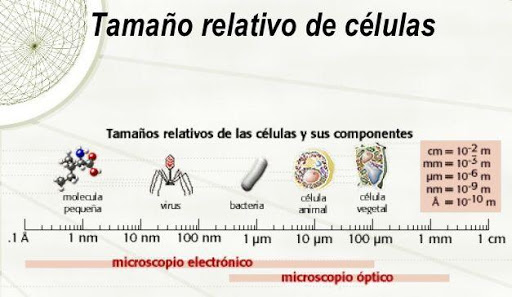 Tamaño relativo de células
Tamaños relativos de las células y sus componentes
cm = 10-2 m
mm = 10-3 m
µm = 10-6 m
nm = 10-9 m
Å = 10-10 m
molecula pequeña
virus
bacteria
célula animal
célula vegetal
.1 Å 1 nm 10 nm 100 nm 1 µm 10 µm 100 µm 1 mm 1 cm
microscopio electrónico
microscopio óptico